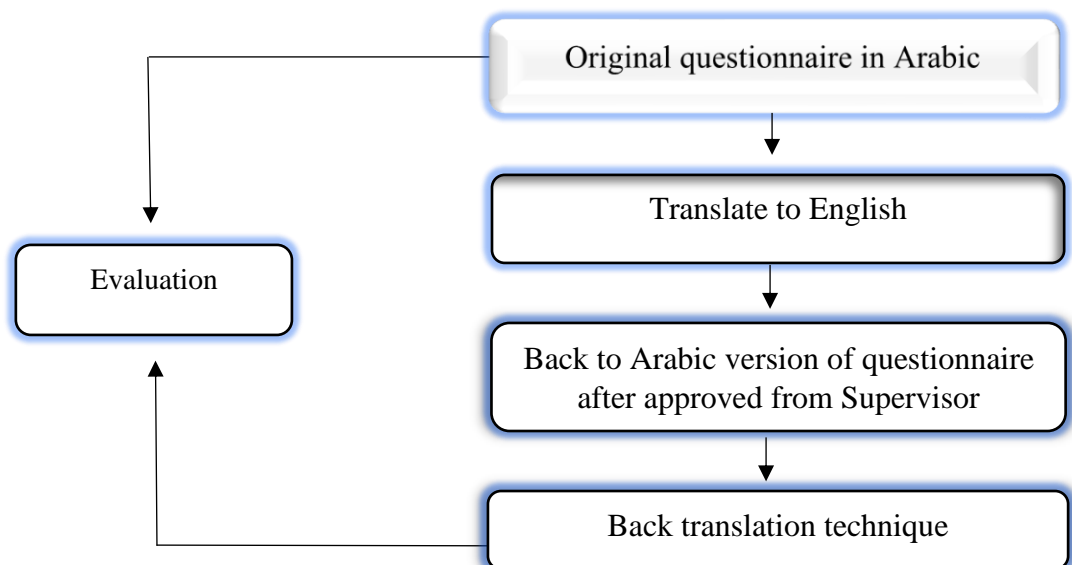 Original questionnaire in Arabic
Translate to English
Evaluation
Back to Arabic version of questionnaire
after approved from Supervisor
Back translation technique